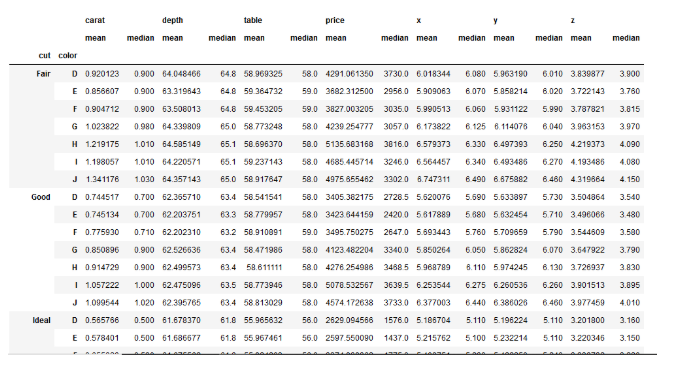 carat depth table price x y z
mean median mean median mean median mean median mean median mean median mean median
cut color
Fair D 0.920123 0.900 64.048466 64.8 58.969325 58.0 4291.061350 3730.0 6.018344 6.080 5.963190 6.010 3.839877 3.900
E 0.856607 0.900 63.319643 64.8 59.364732 59.0 3682.312500 2956.0 5.909063 6.070 5.858214 6.020 3.722143 3.760
F 0.904712 0.900 63.508013 64.8 59.453205 59.0 3827.003205 3035.0 5.990513 6.060 5.931122 5.990 3.787821 3.815
G 1.023822 0.980 64.339809 65.0 58.773248 58.0 4239.254777 3057.0 6.173822 6.125 6.114076 6.040 3.963153 3.970
H 1.219175 1.010 64.585149 65.1 58.696370 58.0 5135.683168 3816.0 6.579373 6.330 6.497393 6.250 4.219373 4.090
I 1.198057 1.010 64.220571 65.1 59.237143 58.0 4685.445714 3246.0 6.564457 6.340 6.493486 6.270 4.193486 4.080
J 1.341176 1.030 64.357143 65.0 58.917647 58.0 4975.655462 3302.0 6.747311 6.490 6.675882 6.460 4.319664 4.150
Good D 0.744517 0.700 62.365710 63.4 58.541541 58.0 3405.382175 2728.5 5.620076 5.690 5.633897 5.730 3.504864 3.540
E 0.745134 0.700 62.203751 63.3 58.779957 58.0 3423.644159 2420.0 5.617889 5.680 5.632454 5.710 3.496066 3.480
F 0.775930 0.710 62.202310 63.2 58.910891 59.0 3495.750275 2647.0 5.693443 5.760 5.709659 5.790 3.544609 3.580
G 0.850896 0.900 62.526636 63.4 58.471986 58.0 4123.482204 3340.0 5.850264 6.050 5.862824 6.070 3.647922 3.790
H 0.914729 0.900 62.499573 63.4 58.611111 58.0 4276.254986 3468.5 5.968789 6.110 5.974245 6.130 3.726937 3.830
I 1.057222 1.000 62.475096 63.5 58.773946 58.0 5078.532567 3639.5 6.253544 6.275 6.260536 6.260 3.901513 3.895
J 1.099544 1.020 62.395765 63.4 58.813029 58.0 4574.172638 3733.0 6.377003 6.440 6.386026 6.460 3.977459 4.010
Ideal D 0.565766 0.500 61.678370 61.8 55.965632 56.0 2629.094566 1576.0 5.186704 5.110 5.196224 5.110 3.201800 3.160
E 0.578401 0.500 61.686677 61.8 55.967461 56.0 2597.550090 1437.0 5.215762 5.100 5.232214 5.110 3.220346 3.150